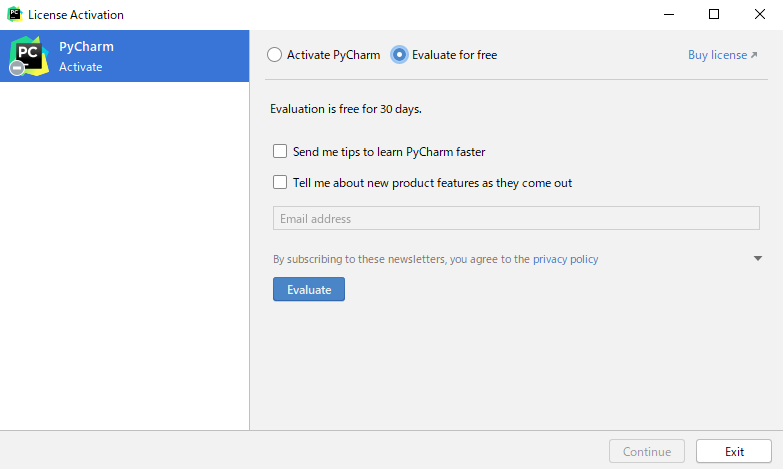 License Activation
PC
PyCharm
Activate
Activate PyCharm Evaluate for free Buy license
Evaluation is free for 30 days.
Send me tips to learn PyCharm faster
Tell me about new product features as they come out
Email address
By subscribing to these newsletters, you agree to the privacy policy
Evaluate
Continue Exit